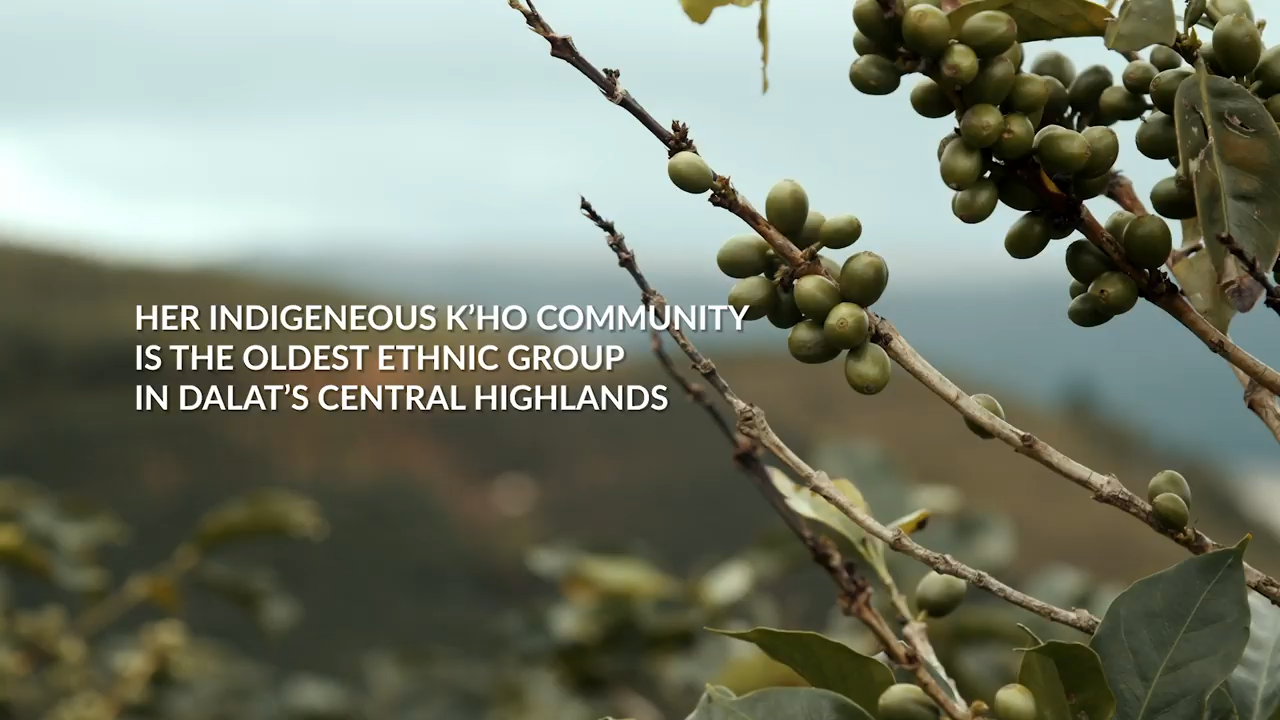 HER INDIGENEOUS K’HO COMMUNITY
IS THE OLDEST ETHNIC GROUP
IN DALAT’S CENTRAL HIGHLANDS